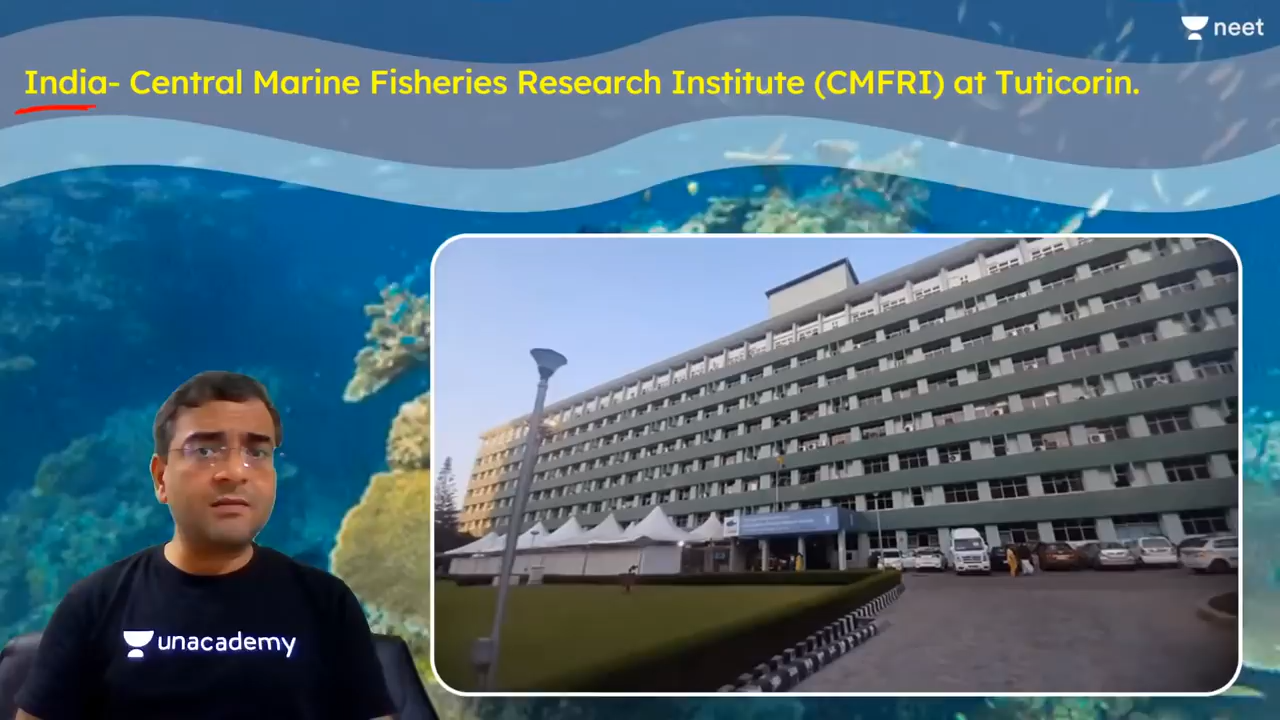 neet
India- Central Marine Fisheries Research Institute (CMFRI) at Tuticorin.
unacademy